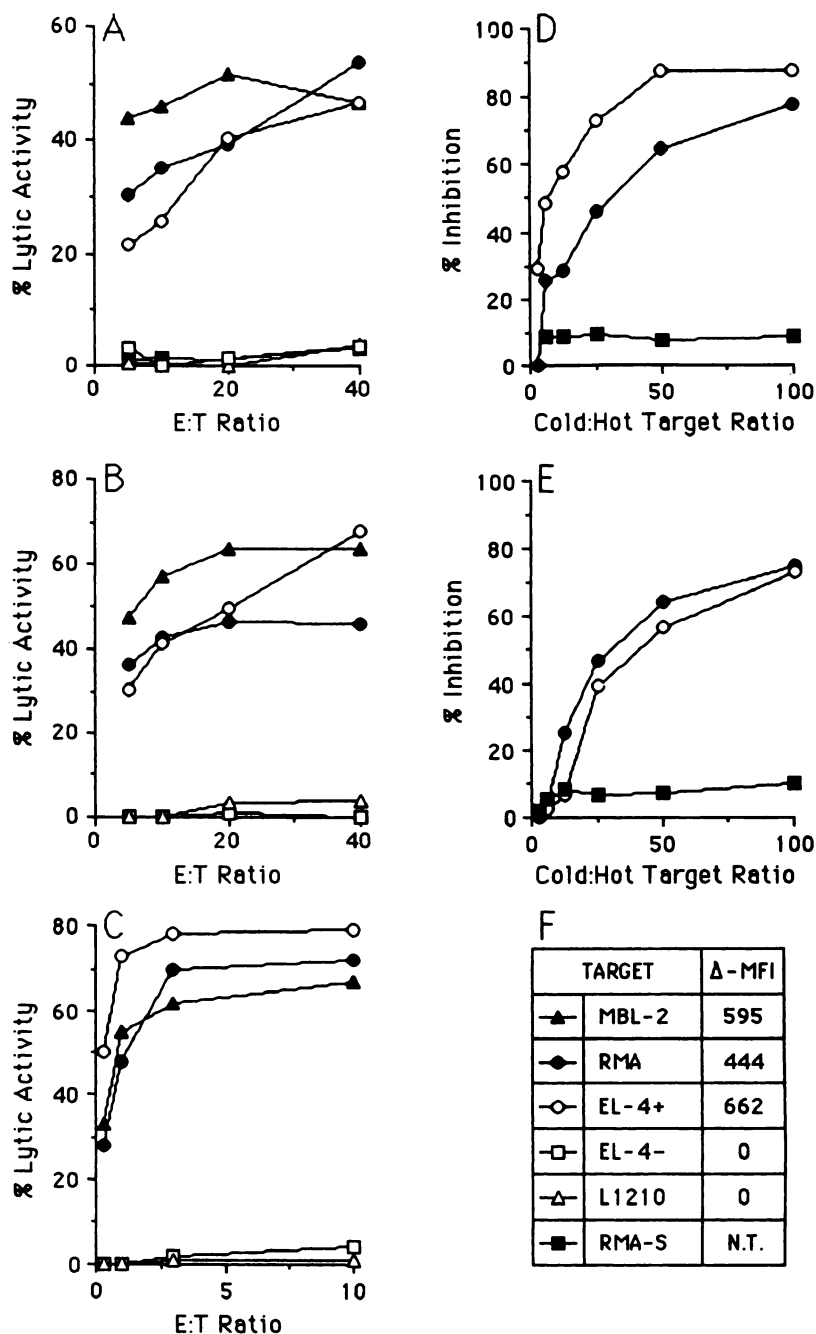 A
60
40
20
0
% Lytic Activity
0
20
40
E:T Ratio
D
100
80
60
40
20
0
% Inhibition
0
50
100
Cold:Hot Target Ratio
B
80
60
40
20
0
% Lytic Activity
0
20
40
E:T Ratio
E
100
80
60
40
20
0
% Inhibition
0
50
100
Cold:Hot Target Ratio
C
80
60
40
20
0
% Lytic Activity
0
5
10
E:T Ratio
F
TARGET Δ-MFI
MBL-2 595
RMA 444
EL-4+ 662
EL-4- 0
L1210 0
RMA-S N.T.